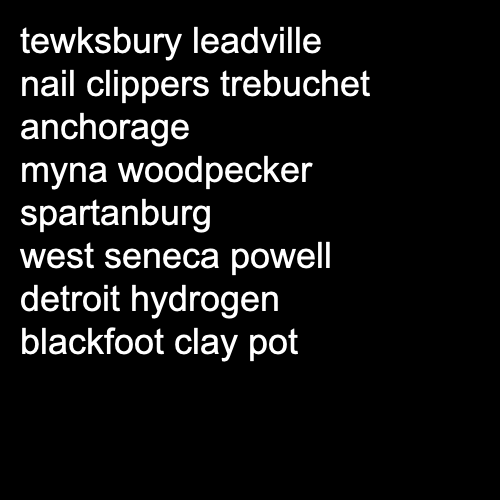 tewksbury leadville
nail clippers trebuchet
anchorage
myna woodpecker
spartanburg
west seneca powell
detroit hydrogen
blackfoot clay pot